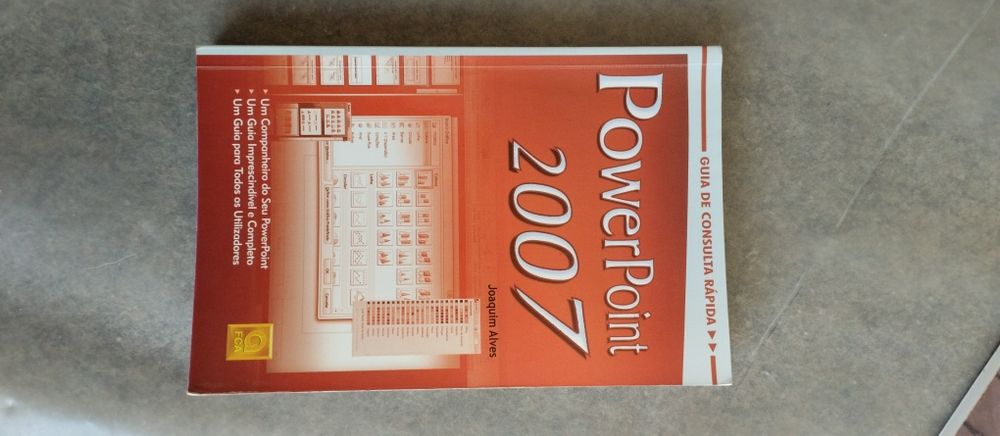 GUIA DE CONSULTA RÁPIDA
PowerPoint
2007
Joaquim Alves
Um Companheiro do Seu PowerPoint
Um Guia Imprescindível e Completo
Um Guia para Todos os Utilizadores
FCA